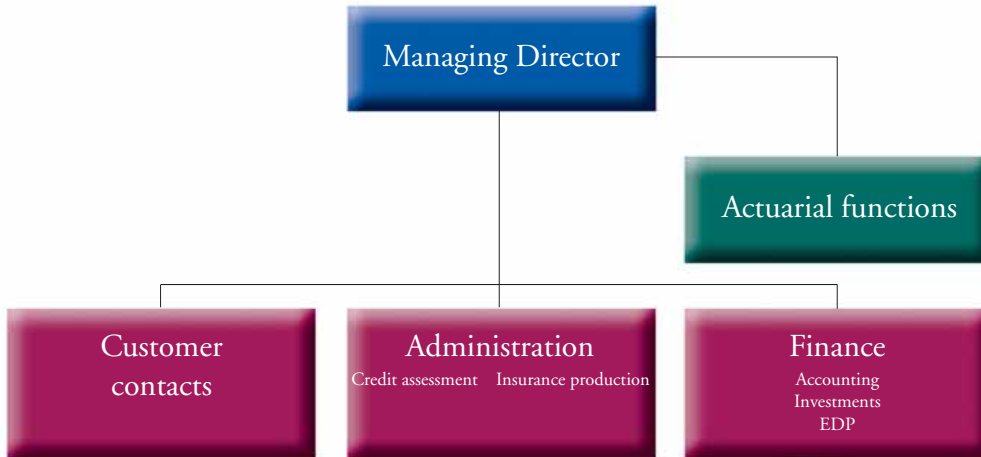 Managing Director
Actuarial functions
Customer
contacts
Administration
Credit assessment Insurance production
Finance
Accounting
Investments
EDP